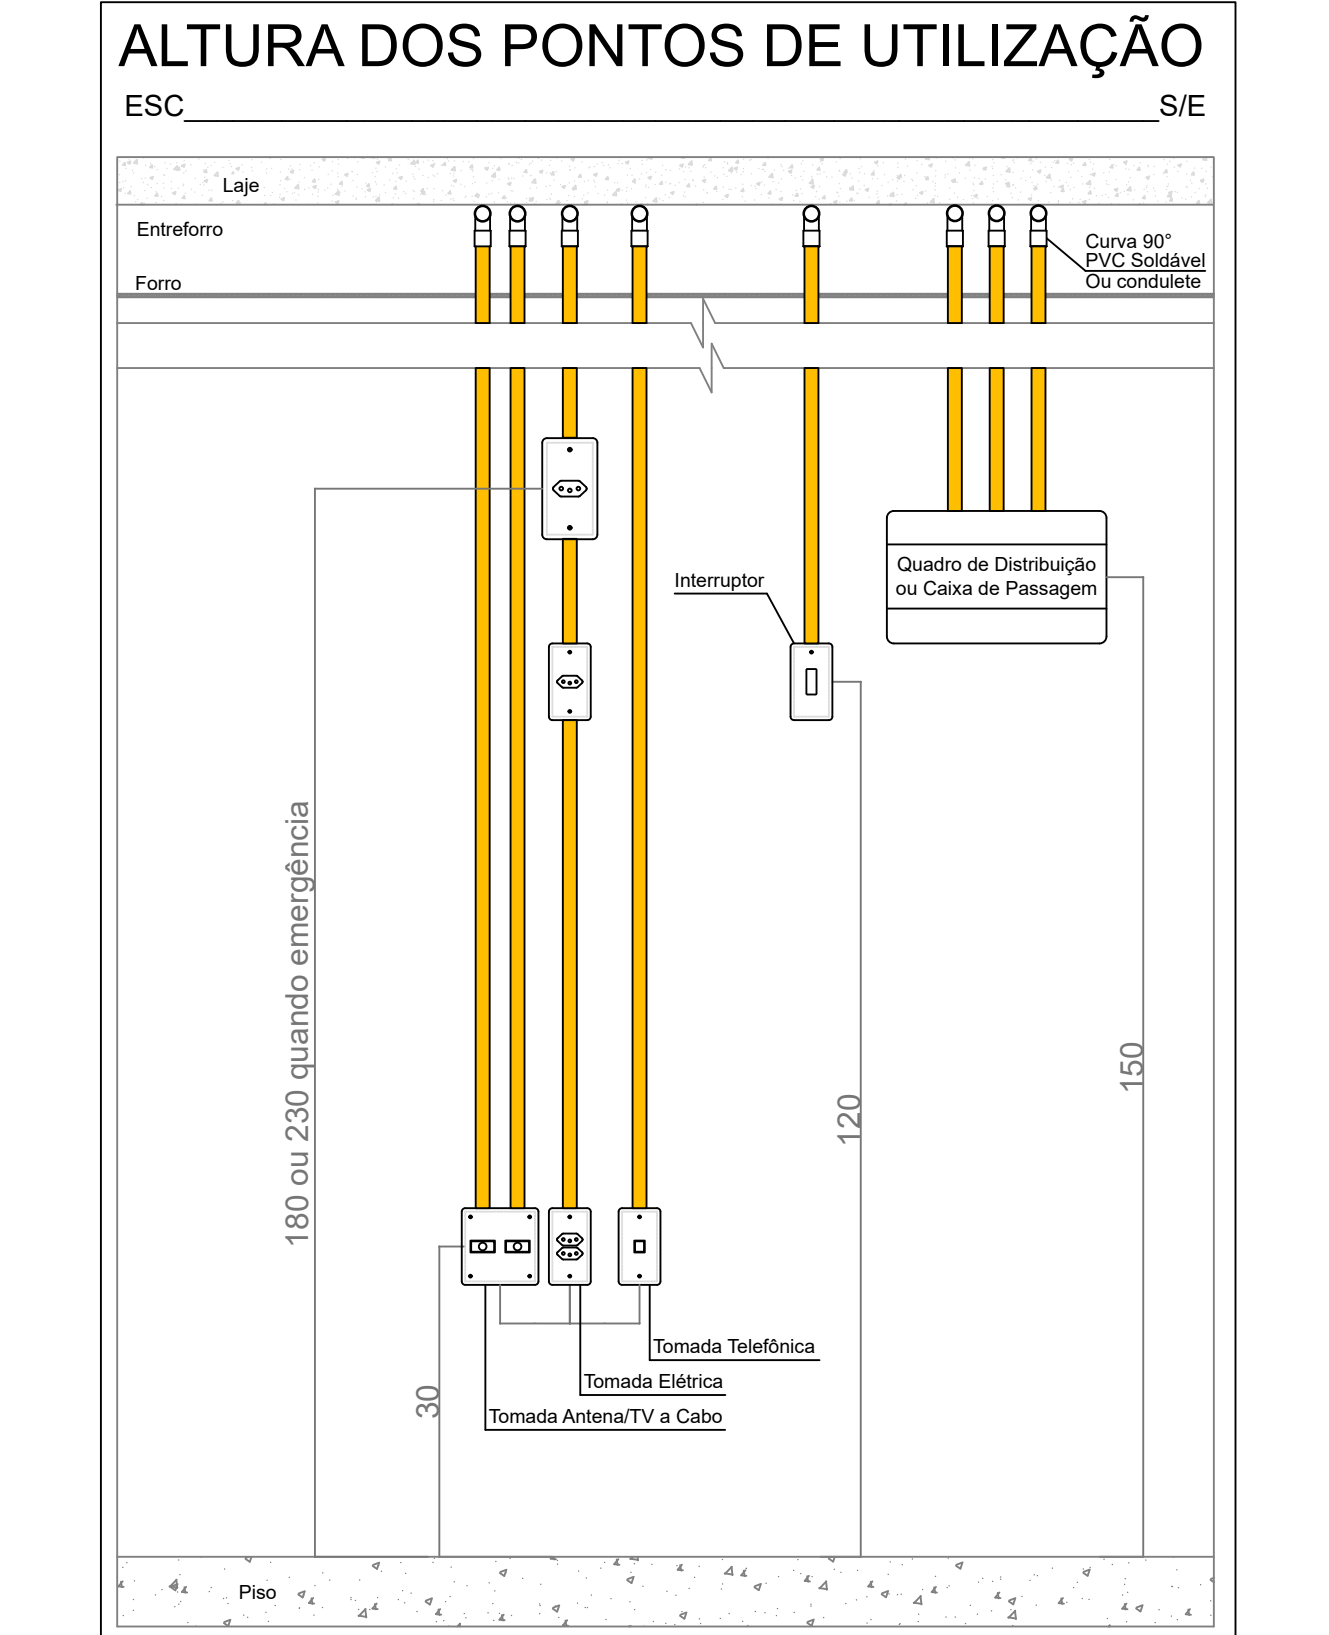 ALTURA DOS PONTOS DE UTILIZAÇÃO
ESC S/E
Laje
Entreforro
Curva 90°
PVC Soldável
Ou condulete
Forro
Quadro de Distribuição
ou Caixa de Passagem
Interruptor
180 ou 230 quando emergência
150
120
Tomada Telefônica
Tomada Elétrica
30
Tomada Antena/TV a Cabo
Piso